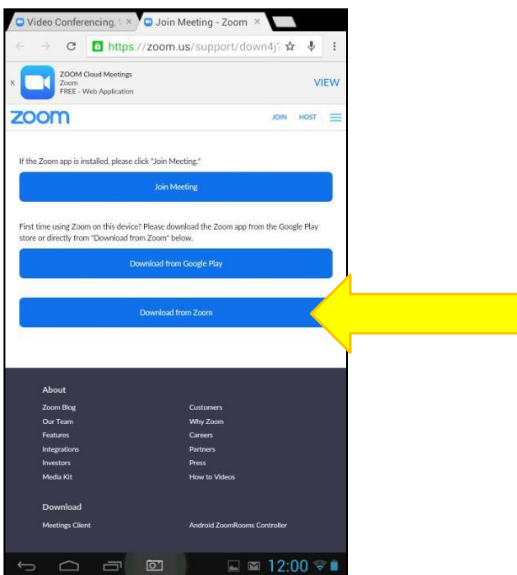 Video Conferencing, Join Meeting - Zoom
https://zoom.us/support/down4j
x
ZOOM Cloud Meetings
Zoom
FREE - Web Application
VIEW
zoom JOIN HOST
If the Zoom app is installed, please click "Join Meeting."
Join Meeting
First time using Zoom on this device? Please download the Zoom app from the Google Play
store or directly from "Download from Zoom" below.
Download from Google Play
Download from Zoom
About
Zoom Blog Customers
Our Team Why Zoom
Features Careers
Integrations Partners
Investors Press
Media Kit How to Videos
Download
Meetings Client Android ZoomRooms Controller
12:00